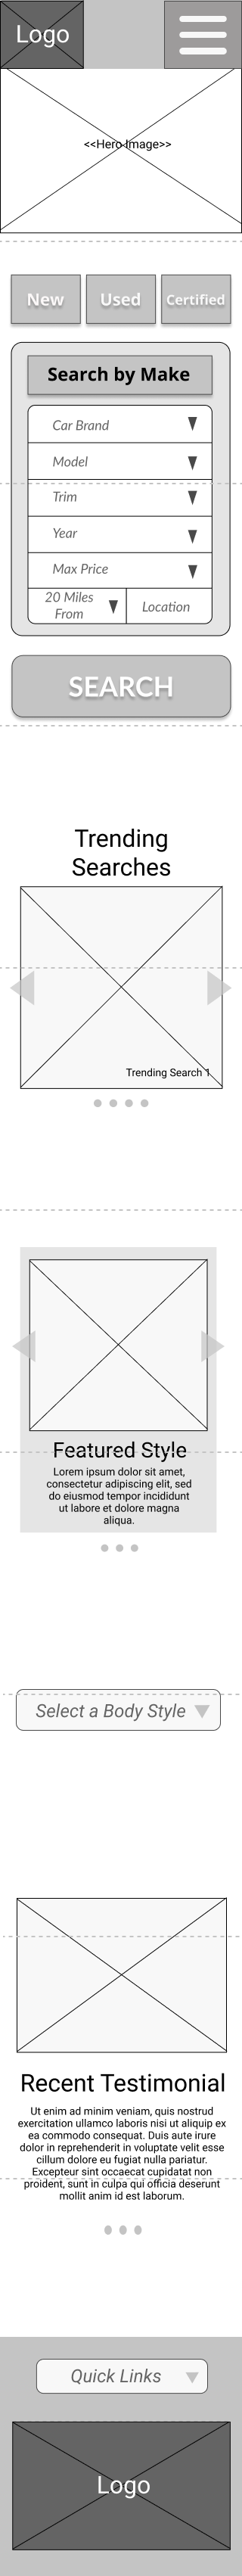 Logo
<<Hero Image>>
New Used Certified
Search by Make
Car Brand
Model
Trim
Year
Max Price
20 Miles
From
Location
SEARCH
Trending
Searches
Trending Search 1
Featured Style
Lorem ipsum dolor sit amet,
consectetur adipiscing elit, sed
do eiusmod tempor incididunt
ut labore et dolore magna
aliqua.
Select a Body Style
Recent Testimonial
Ut enim ad minim veniam, quis nostrud
exercitation ullamco laboris nisi ut aliquip ex
ea commodo consequat. Duis aute irure
dolor in reprehenderit in voluptate velit esse
cillum dolore eu fugiat nulla pariatur.
Excepteur sint occaecat cupidatat non
proident, sunt in culpa qui officia deserunt
mollit anim id est laborum.
Quick Links
Logo